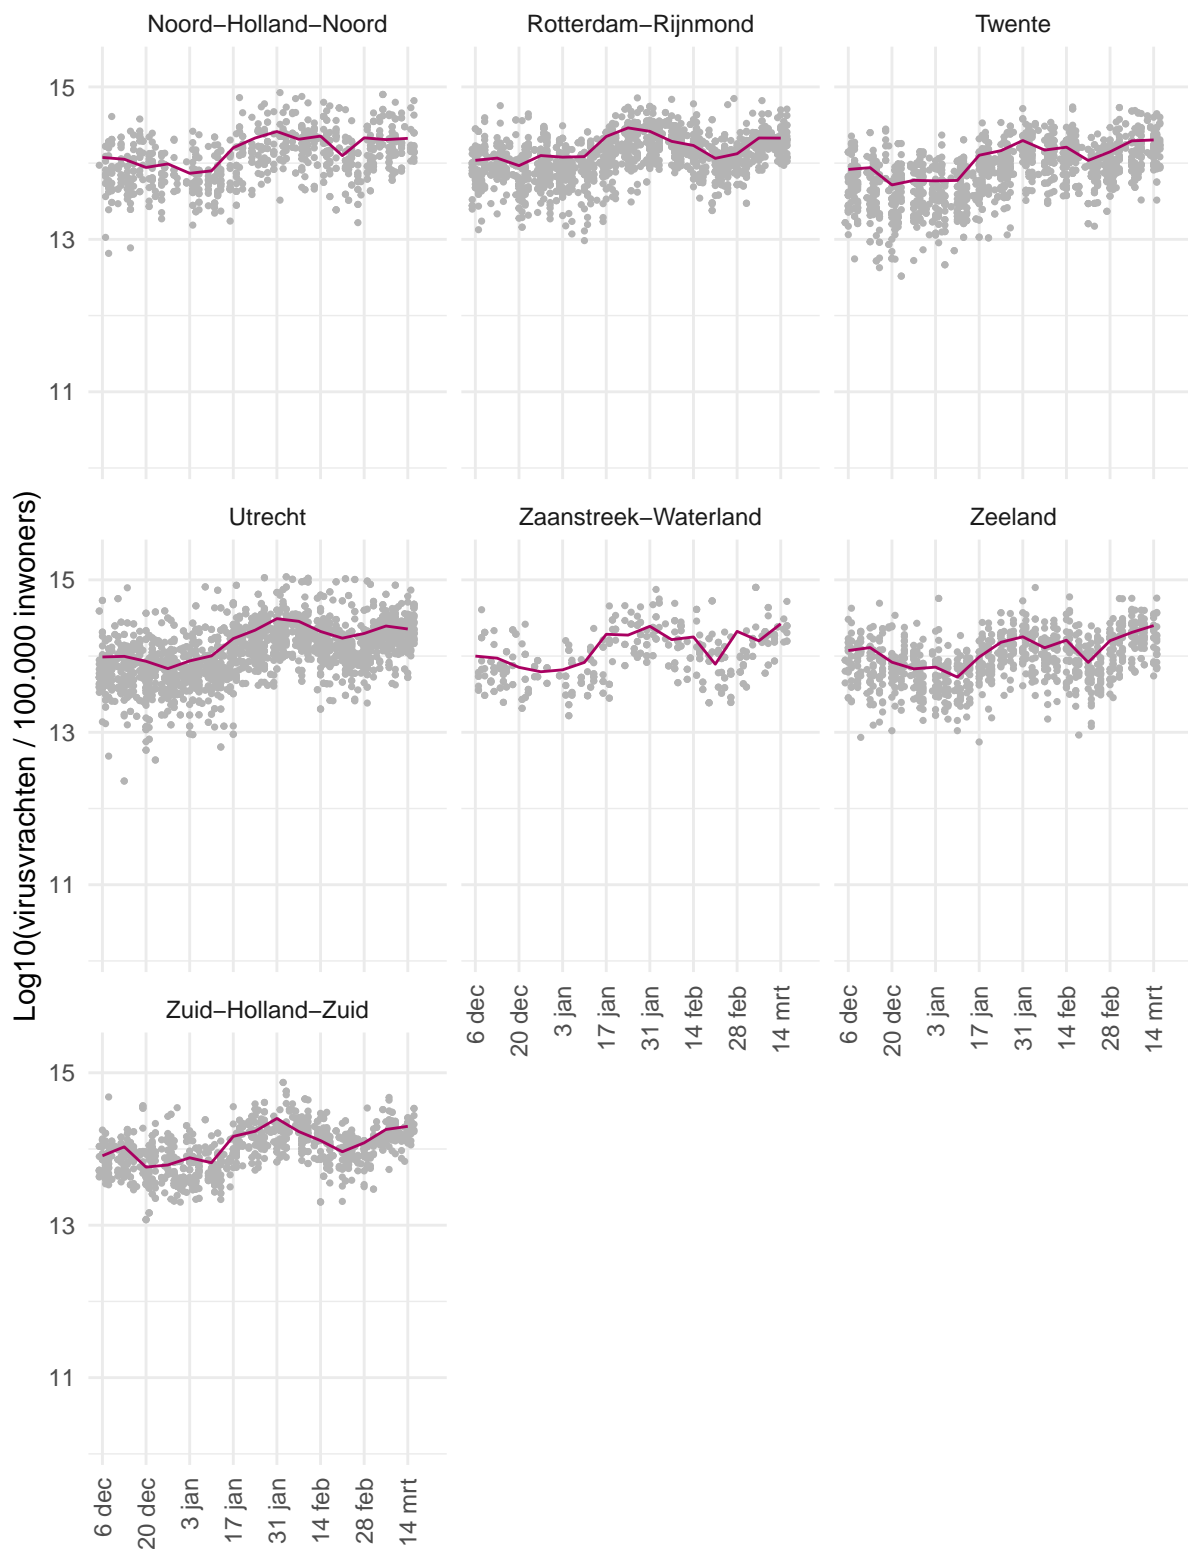 Noord−Holland−Noord
Rotterdam−Rijnmond
Twente
15
13
11
Log10(virusvrachten / 100.000 inwoners)
Utrecht
Zaanstreek−Waterland
Zeeland
15
13
11
6 dec
20 dec
3 jan
17 jan
31 jan
14 feb
28 feb
14 mrt
6 dec
20 dec
3 jan
17 jan
31 jan
14 feb
28 feb
14 mrt
Zuid−Holland−Zuid
15
13
11
6 dec
20 dec
3 jan
17 jan
31 jan
14 feb
28 feb
14 mrt